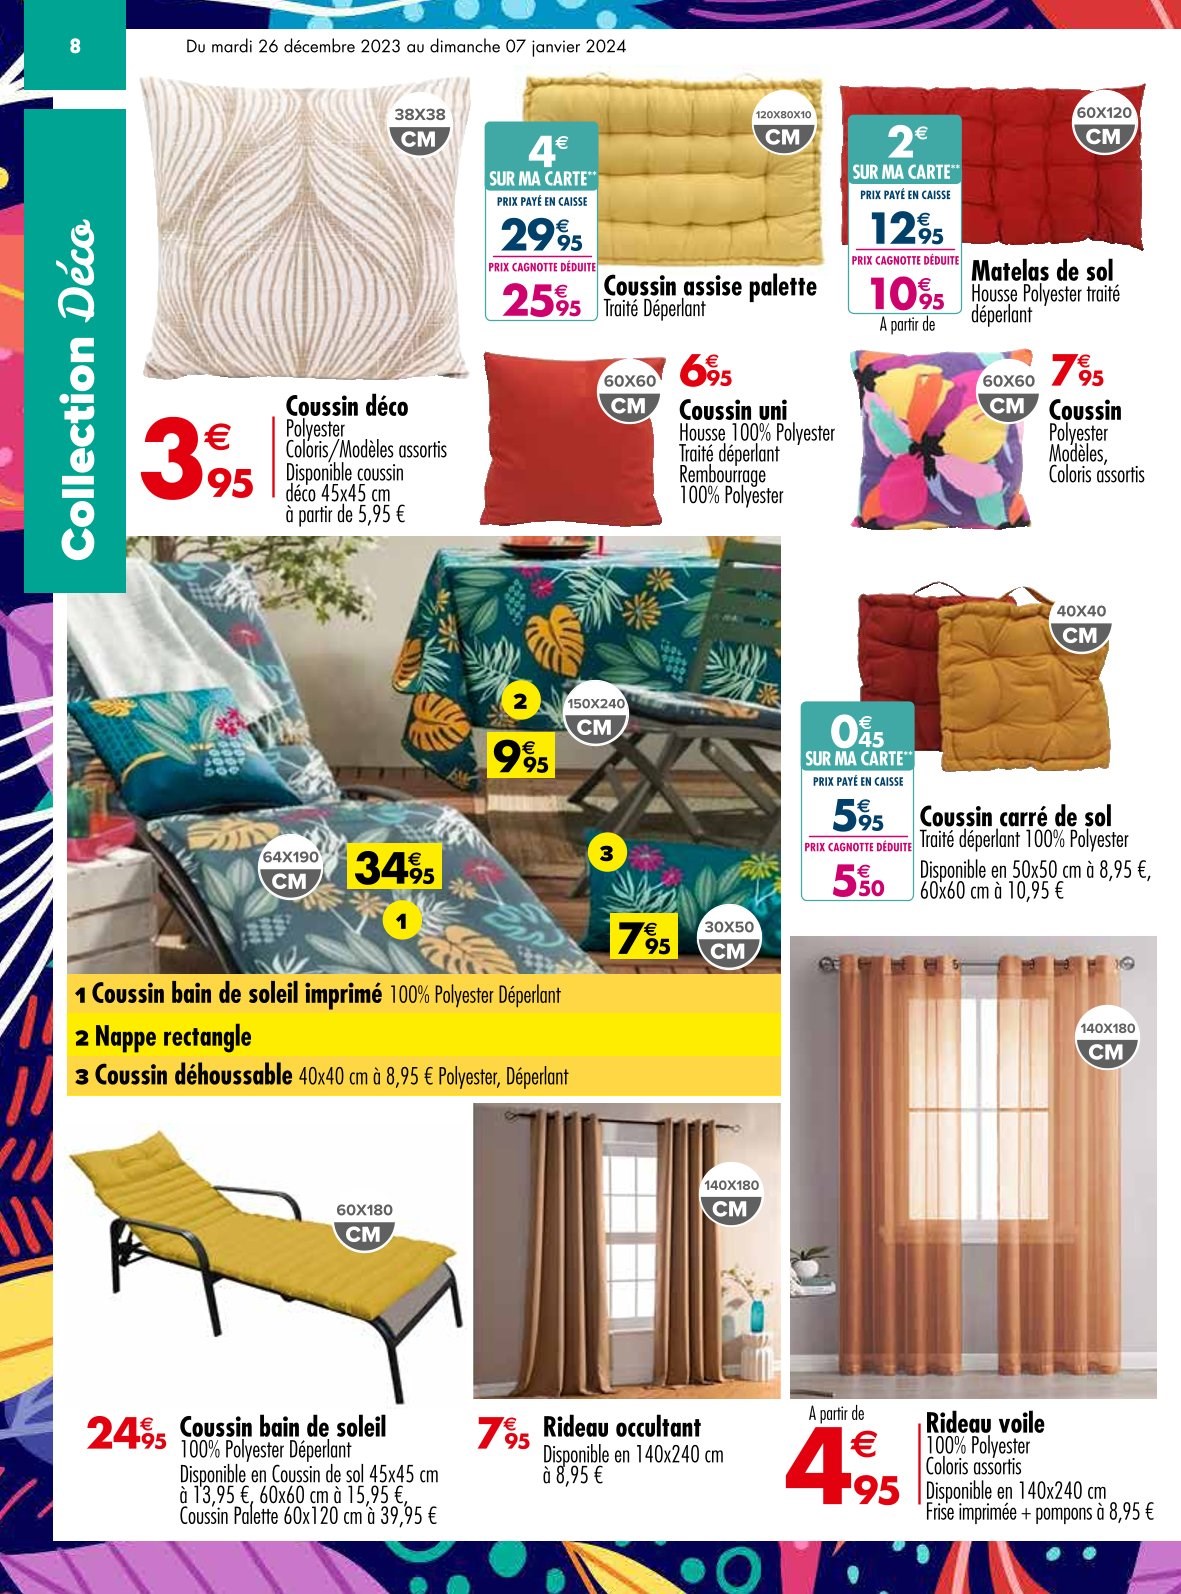 8
Du mardi 26 décembre 2023 au dimanche 07 janvier 2024
Collection Déco
38X38
CM
3€95
Coussin déco
Polyester
Coloris/Modèles assortis
Disponible coussin
déco 45x45 cm
à partir de 5,95 €
120X80X10
CM
4€
SUR MA CARTE**
PRIX PAYÉ EN CAISSE
29€95
PRIX CAGNOTTE DÉDUITE
25€95
Coussin assise palette
Traité Déperlant
60X120
CM
2€
SUR MA CARTE**
PRIX PAYÉ EN CAISSE
12€95
PRIX CAGNOTTE DÉDUITE
10€95
A partir de
Matelas de sol
Housse Polyester traité
déperlant
60X60
CM
6€95
Coussin uni
Housse 100% Polyester
Traité déperlant
Rembourrage
100% Polyester
60X60
CM
7€95
Coussin
Polyester
Modèles,
Coloris assortis
2
150X240
CM
9€95
64X190
CM
34€95
1
3
7€95
30X50
CM
1 Coussin bain de soleil imprimé 100% Polyester Déperlant
2 Nappe rectangle
3 Coussin déhoussable 40x40 cm à 8,95 € Polyester, Déperlant
40X40
CM
0€45
SUR MA CARTE**
PRIX PAYÉ EN CAISSE
5€95
PRIX CAGNOTTE DÉDUITE
5€50
Coussin carré de sol
Traité déperlant 100% Polyester
Disponible en 50x50 cm à 8,95 €,
60x60 cm à 10,95 €
60X180
CM
24€95
Coussin bain de soleil
100% Polyester Déperlant
Disponible en Coussin de sol 45x45 cm
à 13,95 €, 60x60 cm à 15,95 €,
Coussin Palette 60x120 cm à 39,95 €
140X180
CM
7€95
Rideau occultant
Disponible en 140x240 cm
à 8,95 €
140X180
CM
A partir de
4€95
Rideau voile
100% Polyester
Coloris assortis
Disponible en 140x240 cm
Frise imprimée + pompons à 8,95 €